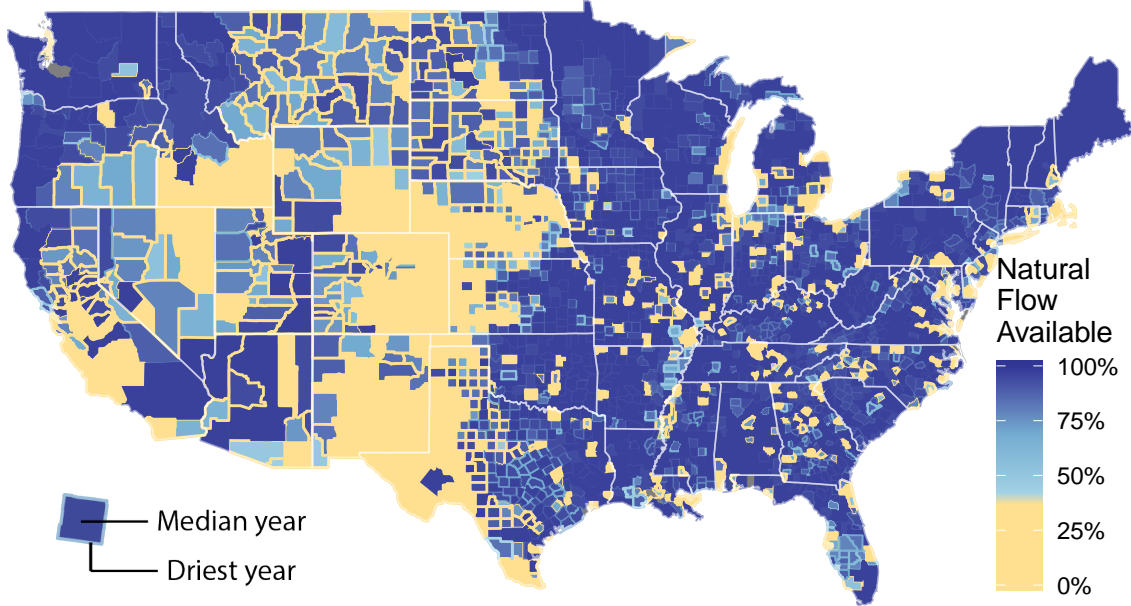 Natural
Flow
Available
100%
75%
50%
25%
0%
Median year
Driest year